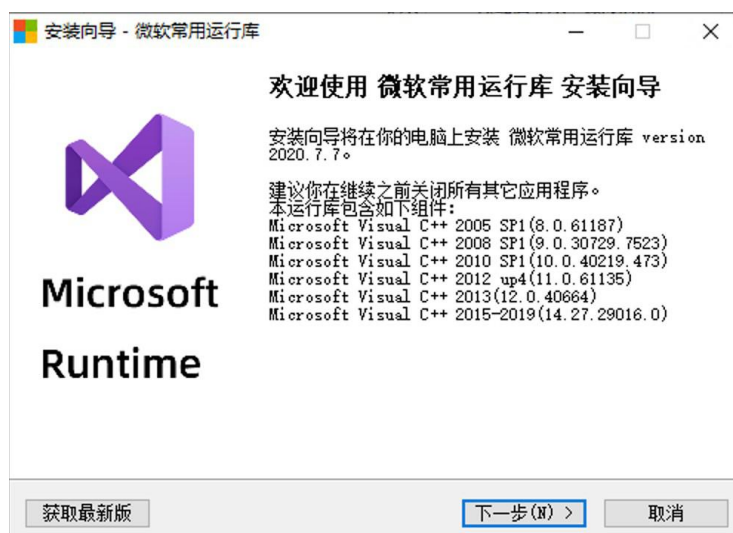 安装向导 - 微软常用运行库
欢迎使用 微软常用运行库 安装向导
安装向导将在你的电脑上安装 微软常用运行库 version
2020.7.7。
建议你在继续之前关闭所有其它应用程序。
本运行库包含如下组件:
Microsoft Visual C++ 2005 SP1(8.0.61187)
Microsoft Visual C++ 2008 SP1(9.0.30729.7523)
Microsoft Visual C++ 2010 SP1(10.0.40219.473)
Microsoft Visual C++ 2012 up4(11.0.61135)
Microsoft Visual C++ 2013(12.0.40664)
Microsoft Visual C++ 2015-2019(14.27.29016.0)
Microsoft
Runtime
获取最新版
下一步(N) >
取消